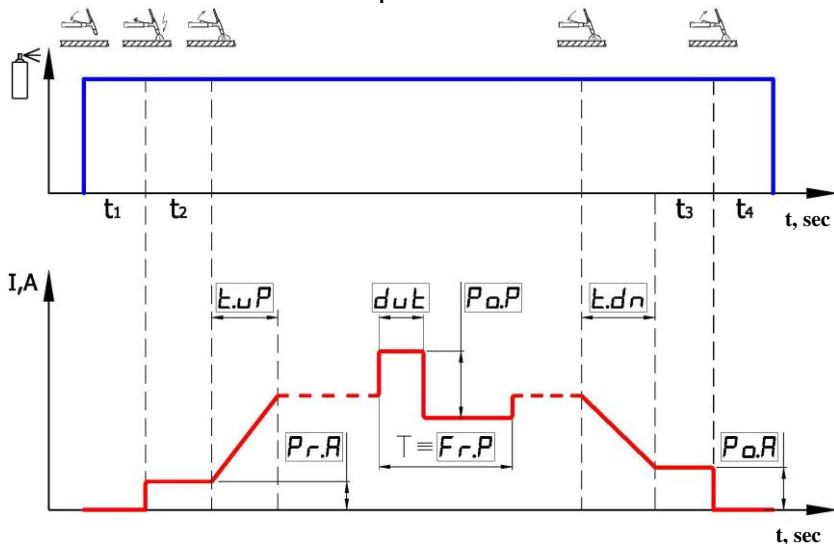 t1 t2 t3 t4
t, sec
I,A
t.uP dut Po.P t.dn
Pr.A T ≡ Fr.P Po.A
t, sec